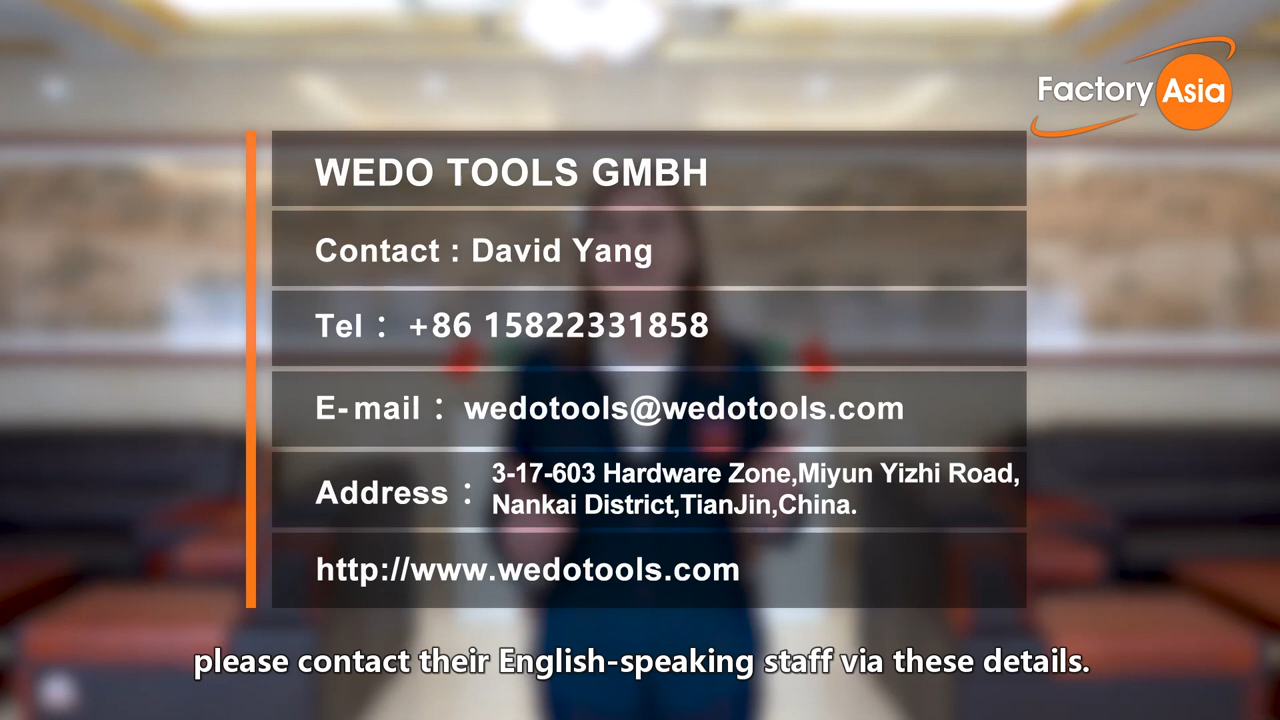 Factory Asia
WEDO TOOLS GMBH
Contact : David Yang
Tel : +86 15822331858
E-mail : wedotools@wedotools.com
Address :
3-17-603 Hardware Zone,Miyun Yizhi Road,
Nankai District,TianJin,China.
http://www.wedotools.com
please contact their English-speaking staff via these details.